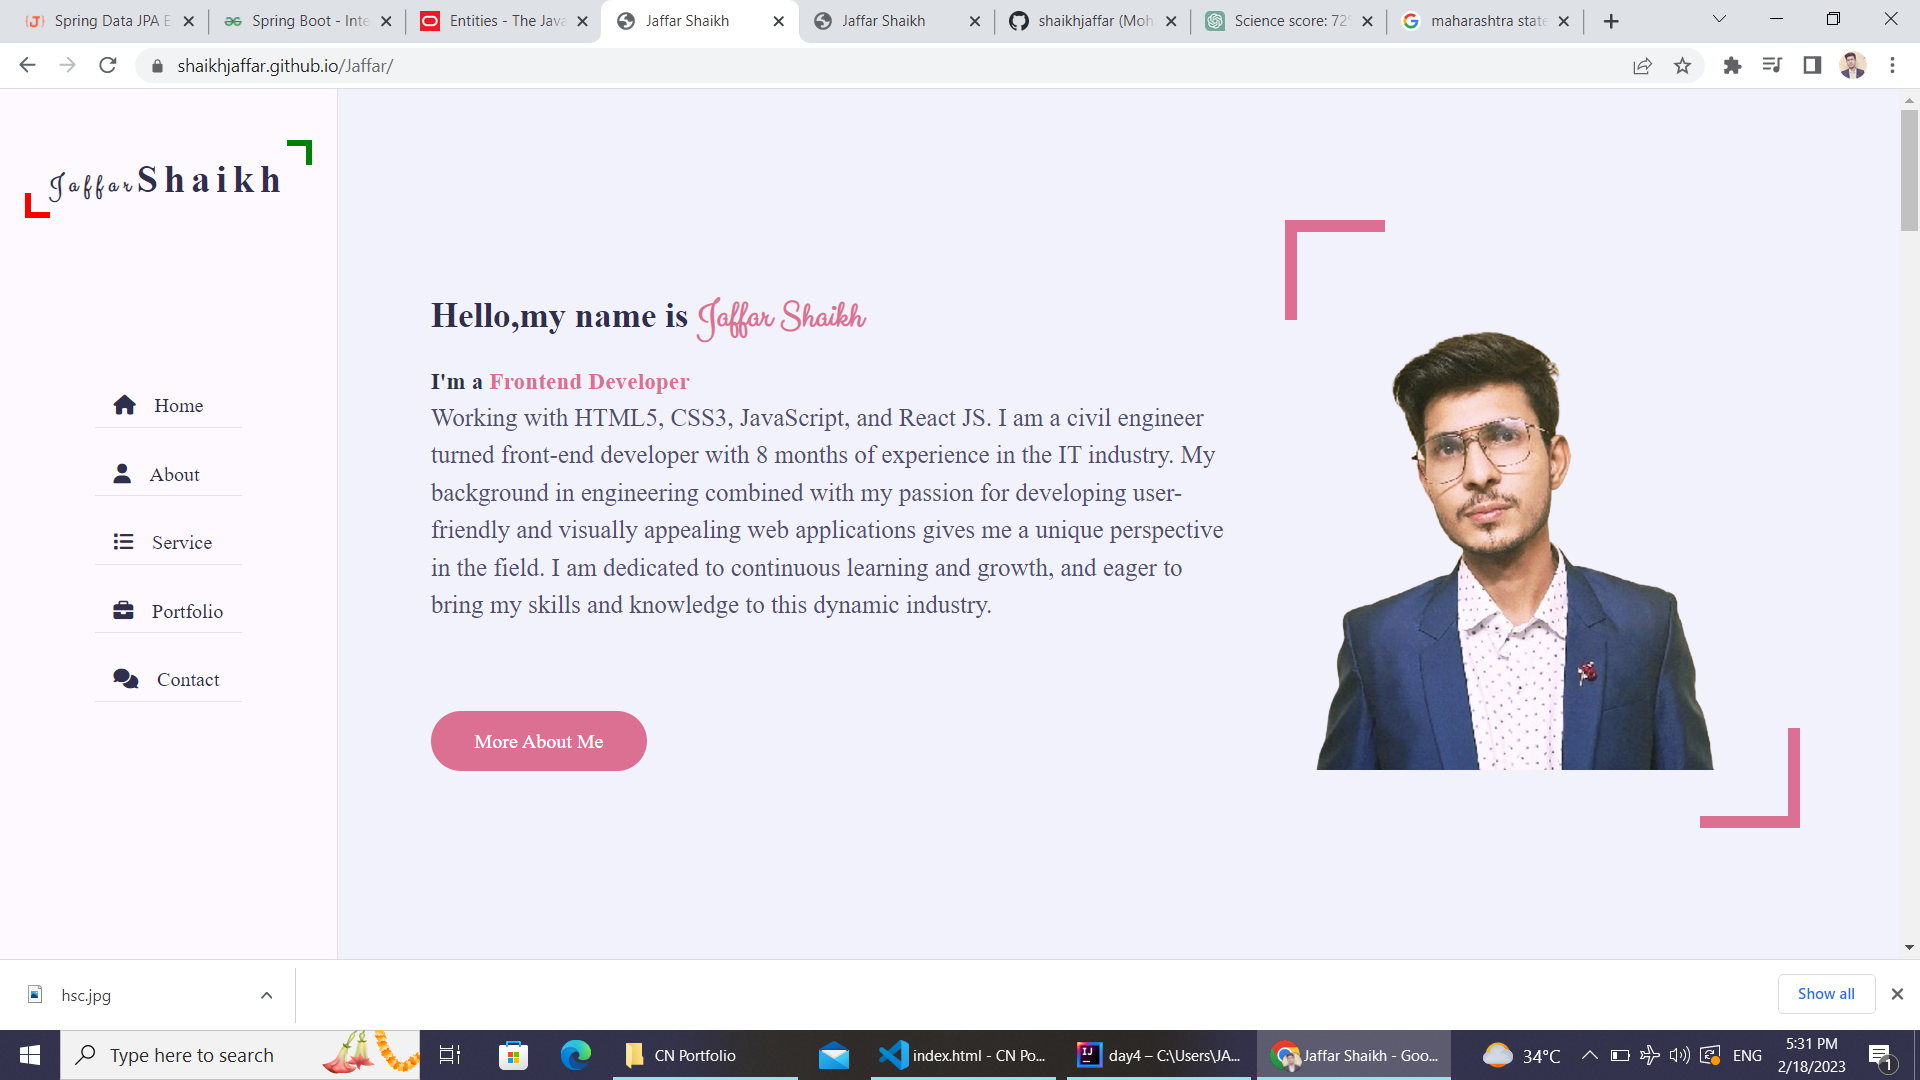 Spring Data JPA E
Spring Boot - Inte
Entities - The Java
Jaffar Shaikh
Jaffar Shaikh
shaikhjaffar (Moh
Science score: 72
maharashtra state
shaikhjaffar.github.io/Jaffar/
Jaffar Shaikh
Home
About
Service
Portfolio
Contact
Hello,my name is Jaffar Shaikh
I'm a Frontend Developer
Working with HTML5, CSS3, JavaScript, and React JS. I am a civil engineer
turned front-end developer with 8 months of experience in the IT industry. My
background in engineering combined with my passion for developing user-
friendly and visually appealing web applications gives me a unique perspective
in the field. I am dedicated to continuous learning and growth, and eager to
bring my skills and knowledge to this dynamic industry.
More About Me
hsc.jpg
Show all
Type here to search
CN Portfolio
index.html - CN Po...
IJ
day4 – C:\Users\JA...
Jaffar Shaikh - Goo...
34°C
ENG
5:31 PM
2/18/2023
1